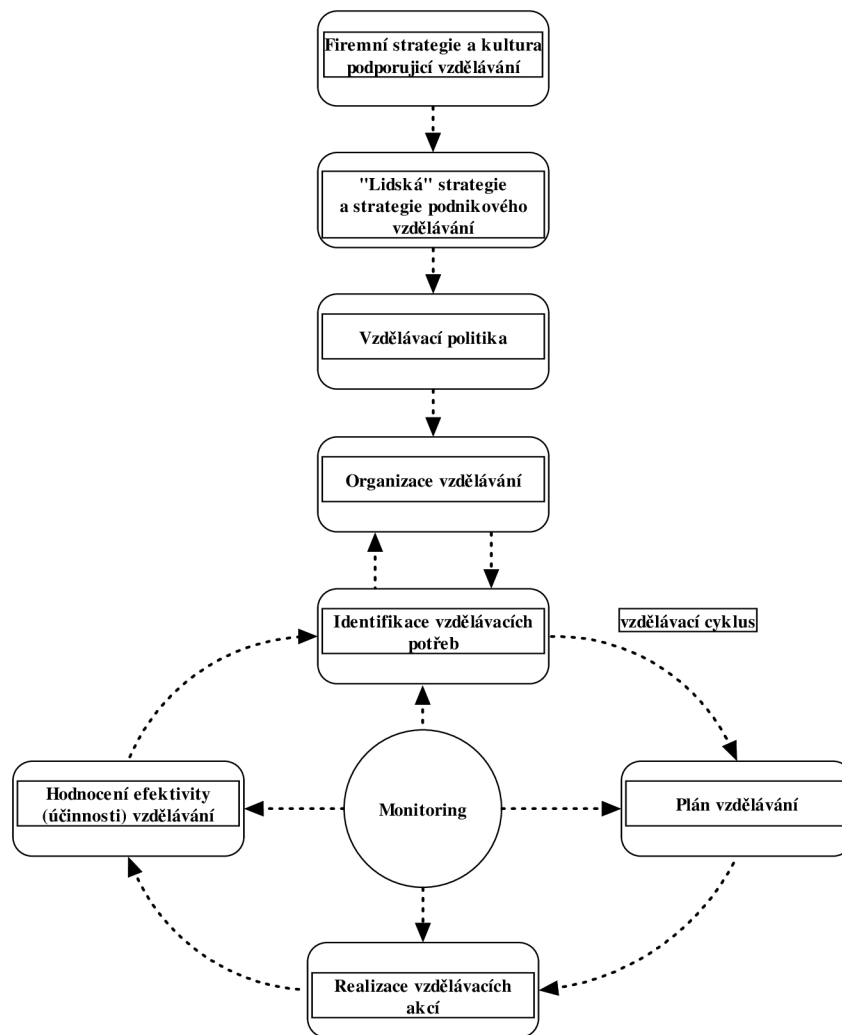 Firemní strategie a kultura
podporujicí vzdělávání
"Lidská" strategie
a strategie podnikového
vzdělávání
Vzdělávací politika
Organizace vzdělávání
Identifikace vzdělávacích
potřeb
vzdělávací cyklus
Hodnocení efektivity
(účinnosti) vzdělávání
Monitoring
Plán vzdělávání
Realizace vzdělávacích
akcí